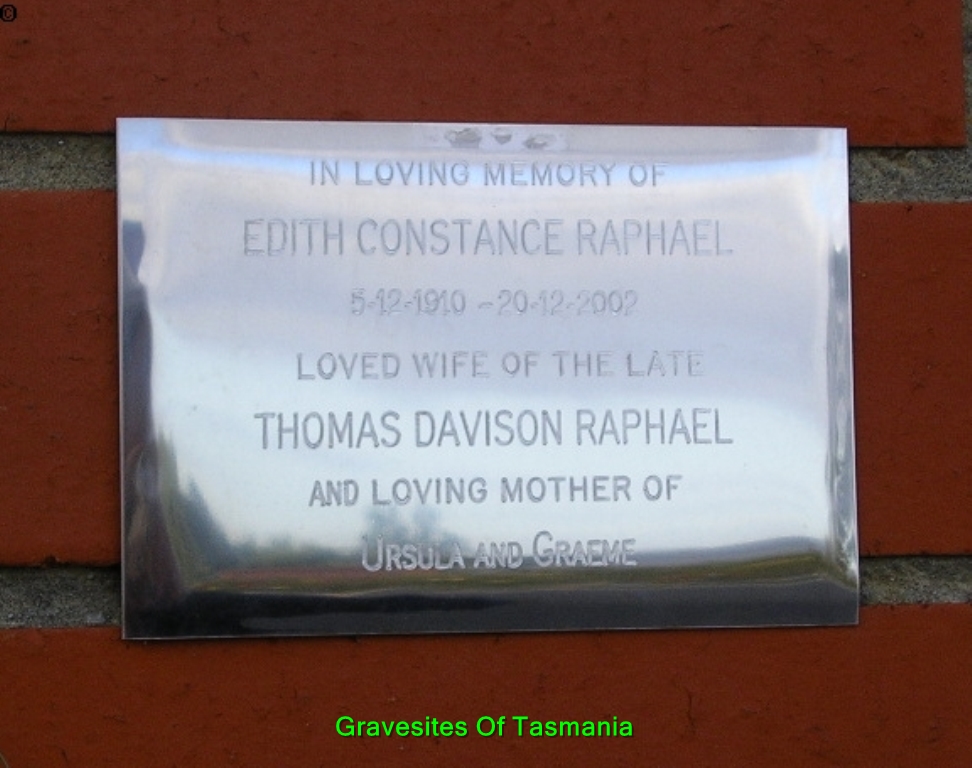 ©
IN LOVING MEMORY OF
EDITH CONSTANCE RAPHAEL
5-12-1910 - 20-12-2002
LOVED WIFE OF THE LATE
THOMAS DAVISON RAPHAEL
AND LOVING MOTHER OF
URSULA AND GRAEME
Gravesites Of Tasmania